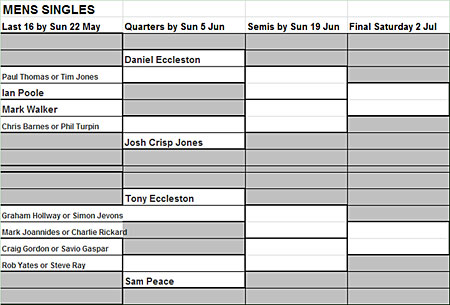 MENS SINGLES
Last 16 by Sun 22 May Quarters by Sun 5 Jun Semis by Sun 19 Jun Final Saturday 2 Jul
Daniel Eccleston
Paul Thomas or Tim Jones
Ian Poole
Mark Walker
Chris Barnes or Phil Turpin
Josh Crisp Jones
Tony Eccleston
Graham Hollway or Simon Jevons
Mark Joannides or Charlie Rickard
Craig Gordon or Savio Gaspar
Rob Yates or Steve Ray
Sam Peace